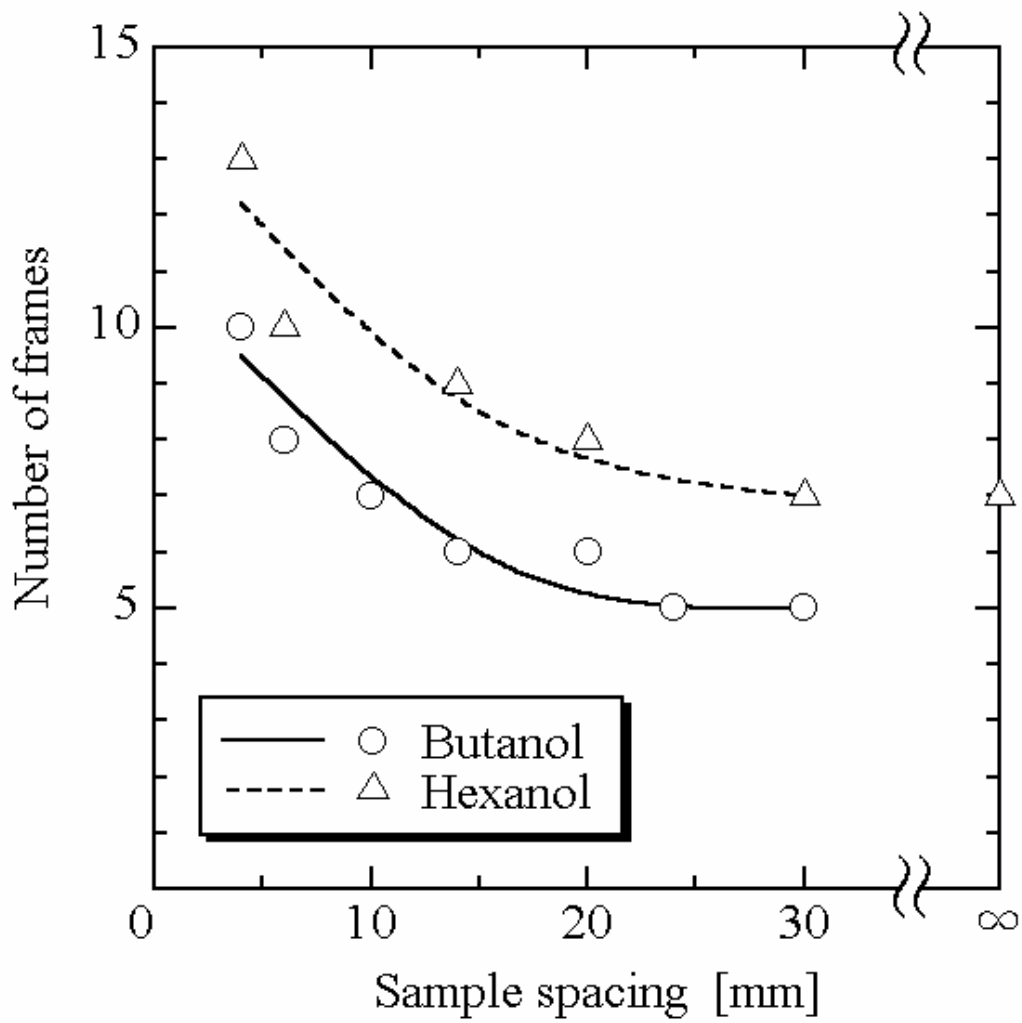 15
10
5
Number of frames
Butanol
Hexanol
0 10 20 30 ∞
Sample spacing [mm]